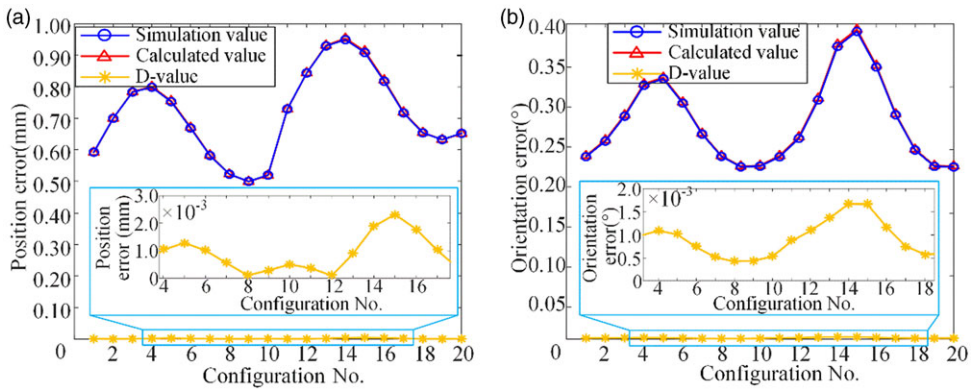 (a)
Position error(mm)
1.00
0.90
0.80
0.70
0.60
0.50
0.40
0.30
0.20
0.10
0
Simulation value
Calculated value
D-value
Position
error (mm)
3.0
2.0
1.0
0
×10⁻³
4 6 8 10 12 14 16
Configuration No.
2 4 6 8 10 12 14 16 18 20
Configuration No.
(b)
Orientation error(°)
0.40
0.35
0.30
0.25
0.20
0.15
0.10
0.05
0
Simulation value
Calculated value
D-value
Orientation
error(°)
2.0
1.5
1.0
0.5
0
×10⁻³
4 6 8 10 12 14 16 18
Configuration No.
2 4 6 8 10 12 14 16 18 20
Configuration No.